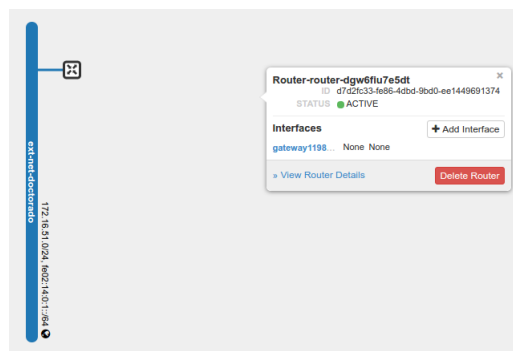 ext-net-doctorado
172.16.51.0/24, fe02:14:0:1::/64
Router-router-dgw6flu7e5dt ×
ID d7d2fc33-fe86-4dbd-9bd0-ee1449691374
STATUS ACTIVE
Interfaces + Add Interface
gateway1198... None None
» View Router Details Delete Router